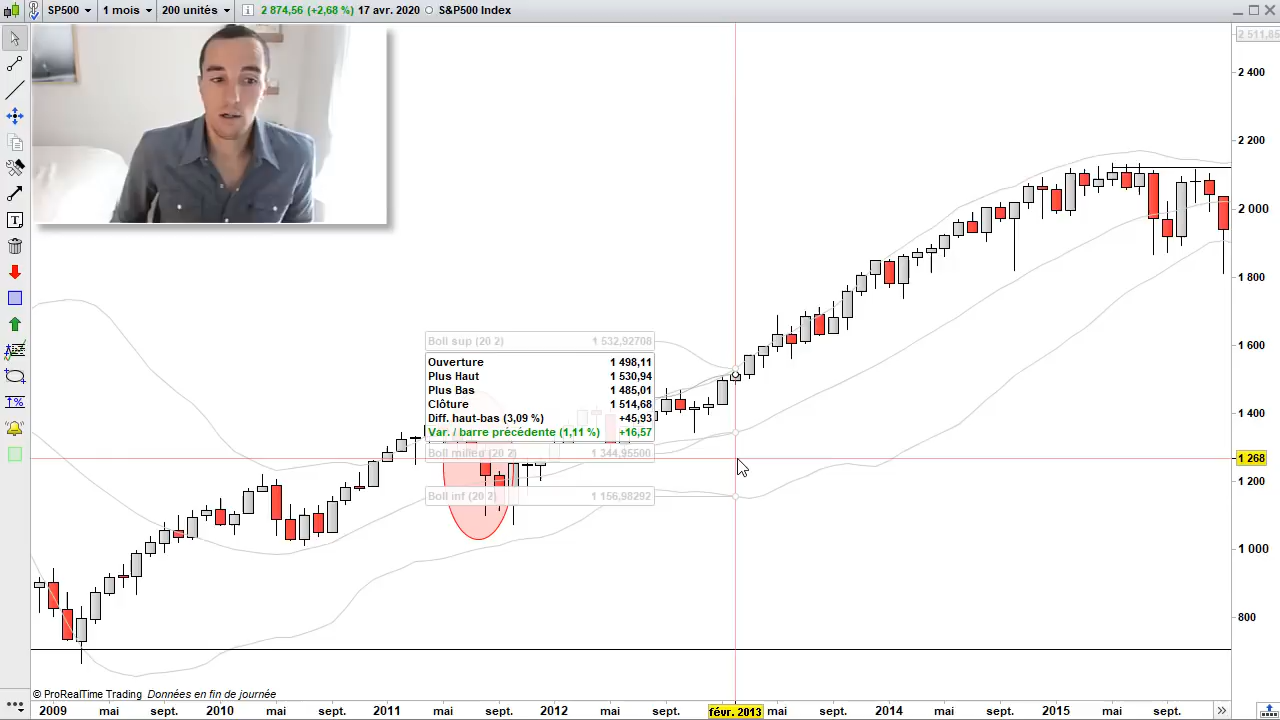 SP500 1 mois 200 unités i 2 874,56 (+2,68 %) 17 avr. 2020 S&P500 Index
2 511,85
2 400
2 200
2 000
1 800
1 600
1 400
1 268
1 200
1 000
800
Boll sup (20 2) 1 532,92708
Ouverture 1 498,11
Plus Haut 1 530,94
Plus Bas 1 485,01
Clôture 1 514,68
Diff. haut-bas (3,09 %) +45,93
Var. / barre précédente (1,11 %) +16,57
Boll milieu (20 2) 1 344,95500
Boll inf (20 2) 1 156,98292
© ProRealTime Trading Données en fin de journée
2009 mai sept. 2010 mai sept. 2011 mai sept. 2012 mai sept. févr. 2013 mai sept. 2014 mai sept. 2015 mai sept.